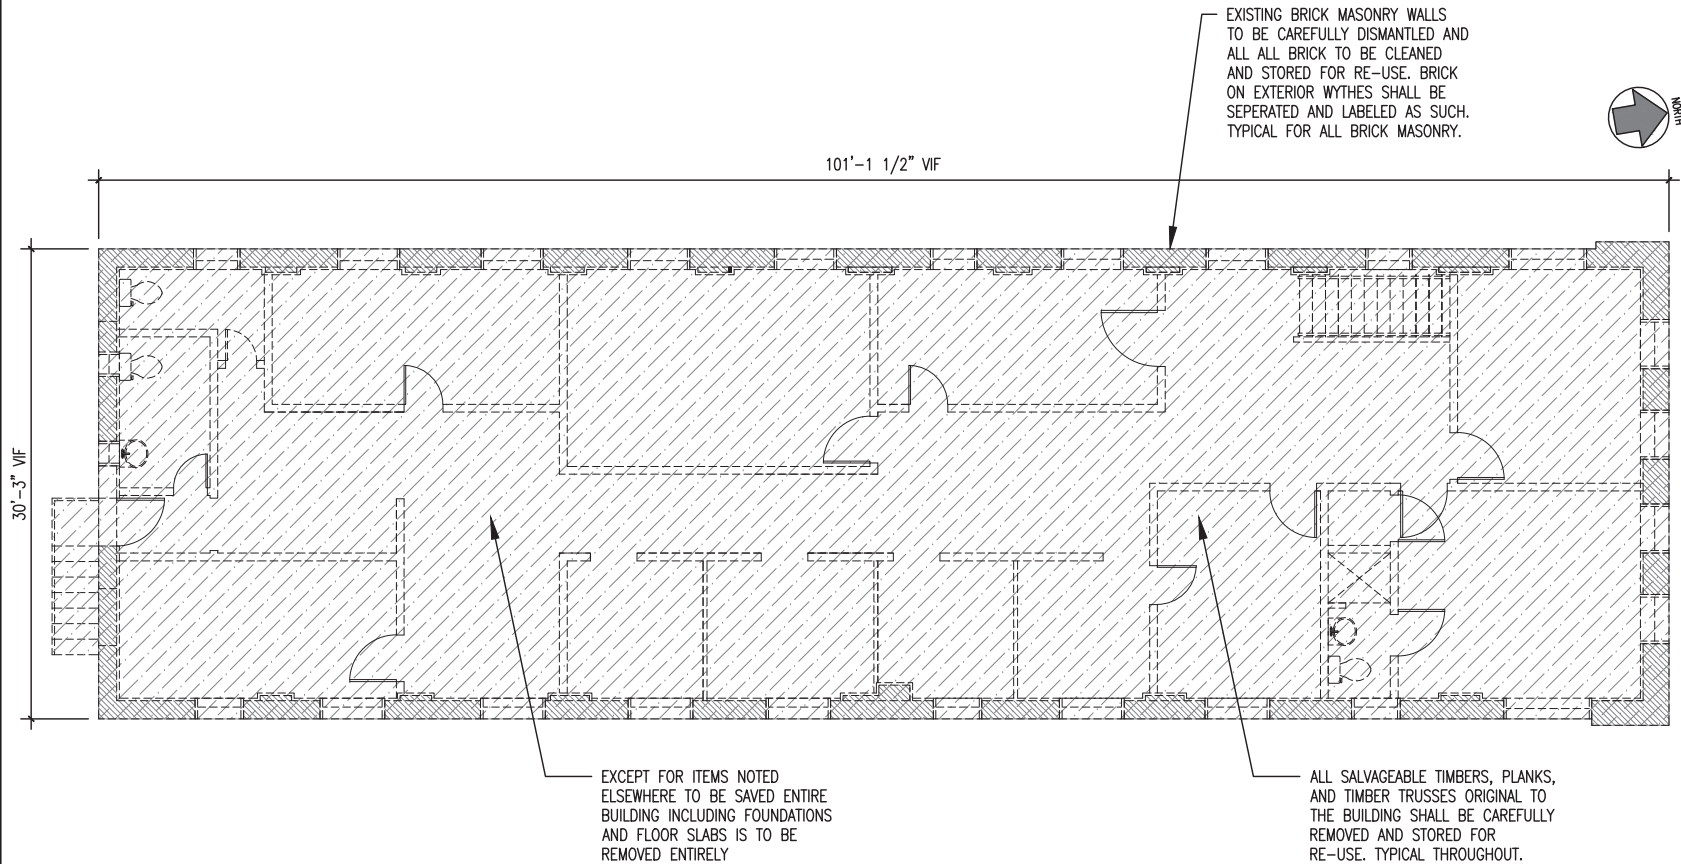 EXISTING BRICK MASONRY WALLS
TO BE CAREFULLY DISMANTLED AND
ALL ALL BRICK TO BE CLEANED
AND STORED FOR RE-USE. BRICK
ON EXTERIOR WYTHES SHALL BE
SEPERATED AND LABELED AS SUCH.
TYPICAL FOR ALL BRICK MASONRY.
NORTH
101'-1 1/2" VIF
30'-3" VIF
EXCEPT FOR ITEMS NOTED
ELSEWHERE TO BE SAVED ENTIRE
BUILDING INCLUDING FOUNDATIONS
AND FLOOR SLABS IS TO BE
REMOVED ENTIRELY
ALL SALVAGEABLE TIMBERS, PLANKS,
AND TIMBER TRUSSES ORIGINAL TO
THE BUILDING SHALL BE CAREFULLY
REMOVED AND STORED FOR
RE-USE. TYPICAL THROUGHOUT.